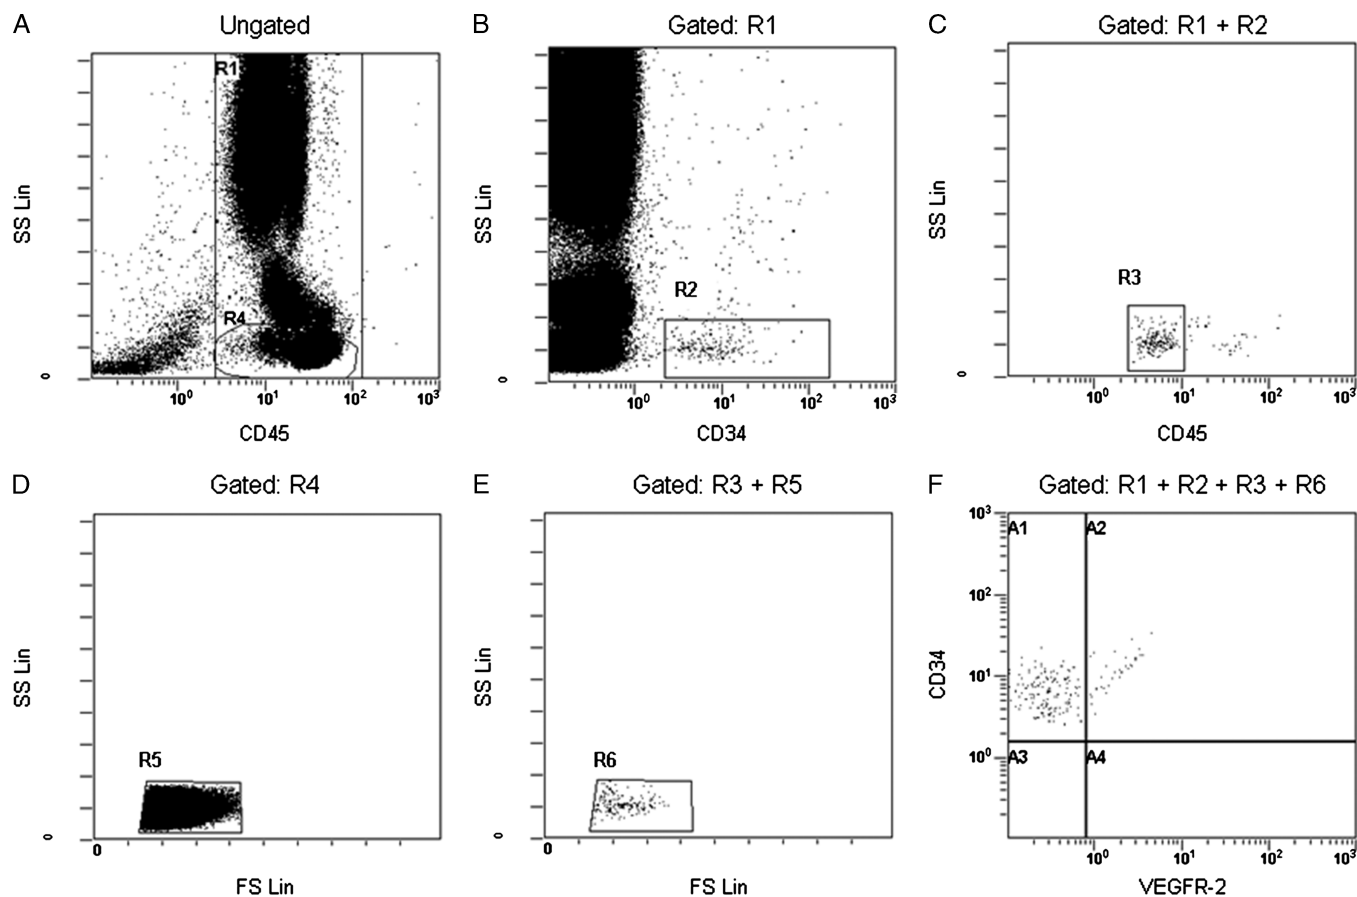 A Ungated
R1
R4
SS Lin
0
10⁰ 10¹ 10² 10³
CD45
B Gated: R1
R2
SS Lin
0
10⁰ 10¹ 10² 10³
CD34
C Gated: R1 + R2
R3
SS Lin
0
10⁰ 10¹ 10² 10³
CD45
D Gated: R4
R5
SS Lin
0
0
FS Lin
E Gated: R3 + R5
R6
SS Lin
0
0
FS Lin
F Gated: R1 + R2 + R3 + R6
10³
A1 A2
10²
CD34
10¹
10⁰
A3 A4
10⁰ 10¹ 10² 10³
VEGFR-2